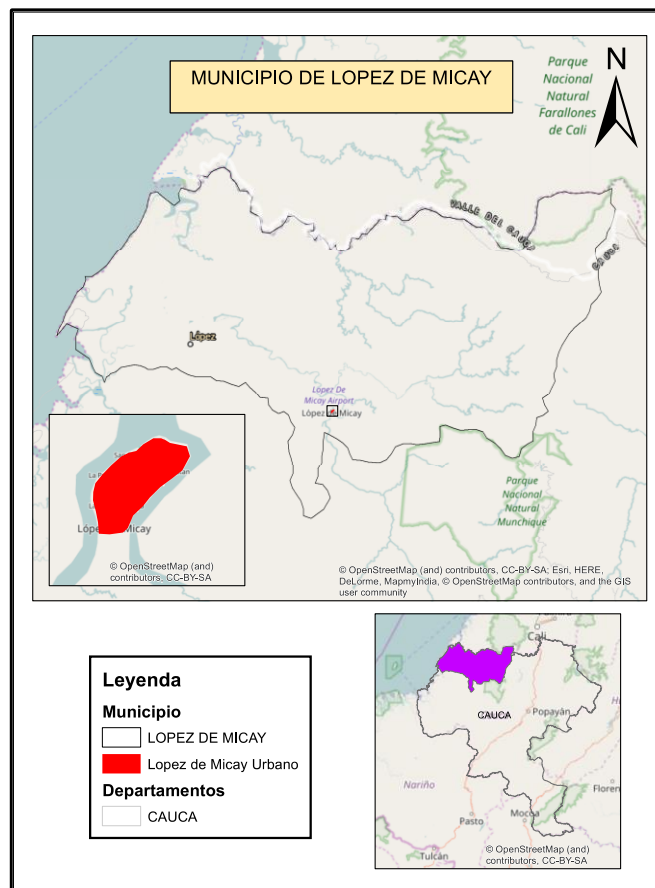 MUNICIPIO DE LOPEZ DE MICAY
N
Parque
Nacional
Natural
Farallones
de Cali
VALLE DEL CAUCA
CAUCA
López
López De
Micay Airport
López Micay
Parque
Nacional
Natural
Munchique
López Micay
© OpenStreetMap (and)
contributors, CC-BY-SA
© OpenStreetMap (and) contributors, CC-BY-SA; Esri, HERE,
DeLorme, MapmyIndia, © OpenStreetMap contributors, and the GIS
user community
Leyenda
Municipio
LOPEZ DE MICAY
Lopez de Micay Urbano
Departamentos
CAUCA
Cali
CAUCA
Popayán
Nariño
Floren
Pasto
Mocoa
Tulcán
© OpenStreetMap (and)
contributors, CC-BY-SA